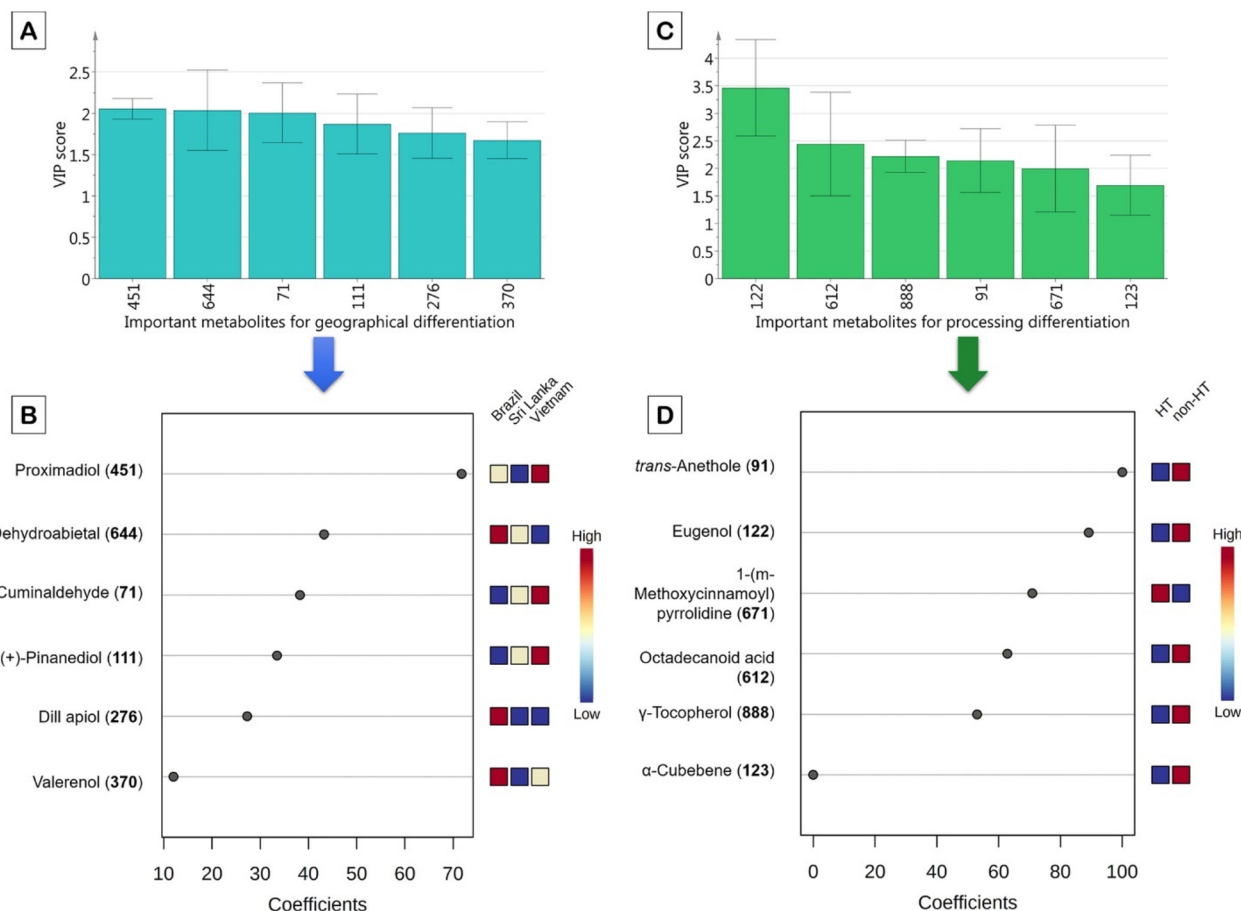 A
VIP score
2.5
2
1.5
1
0.5
0
451
644
71
111
276
370
Important metabolites for geographical differentiation
C
VIP score
4
3.5
3
2.5
2
1.5
1
0.5
0
122
612
888
91
671
123
Important metabolites for processing differentiation
B
Brazil
Sri Lanka
Vietnam
Proximadiol (451)
ehydroabietal (644)
Cuminaldehyde (71)
(+)-Pinanediol (111)
Dill apiol (276)
Valerenol (370)
High
Low
10 20 30 40 50 60 70
Coefficients
D
HT
non-HT
trans-Anethole (91)
Eugenol (122)
1-(m-
Methoxycinnamoyl)
pyrrolidine (671)
Octadecanoid acid
(612)
γ-Tocopherol (888)
α-Cubebene (123)
High
Low
0 20 40 60 80 100
Coefficients